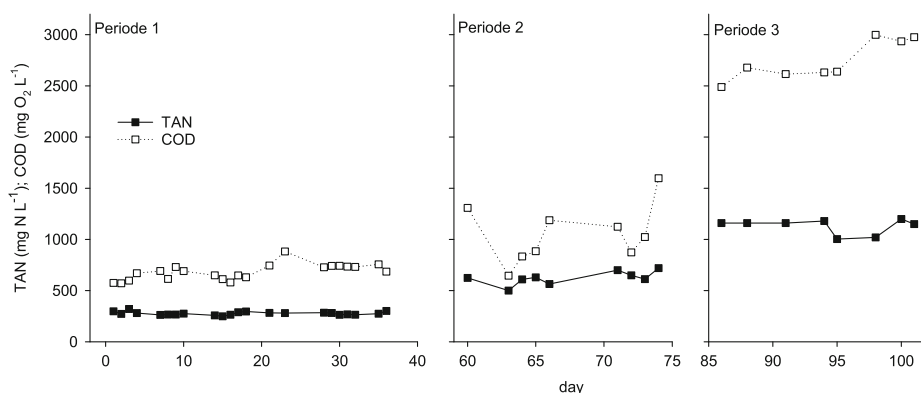 Periode 1
Periode 2
Periode 3
TAN (mg N L⁻¹); COD (mg O₂ L⁻¹)
3000
2500
2000
1500
1000
500
0
TAN
COD
0 10 20 30 40
60 65 71 75
85 90 95 100
day